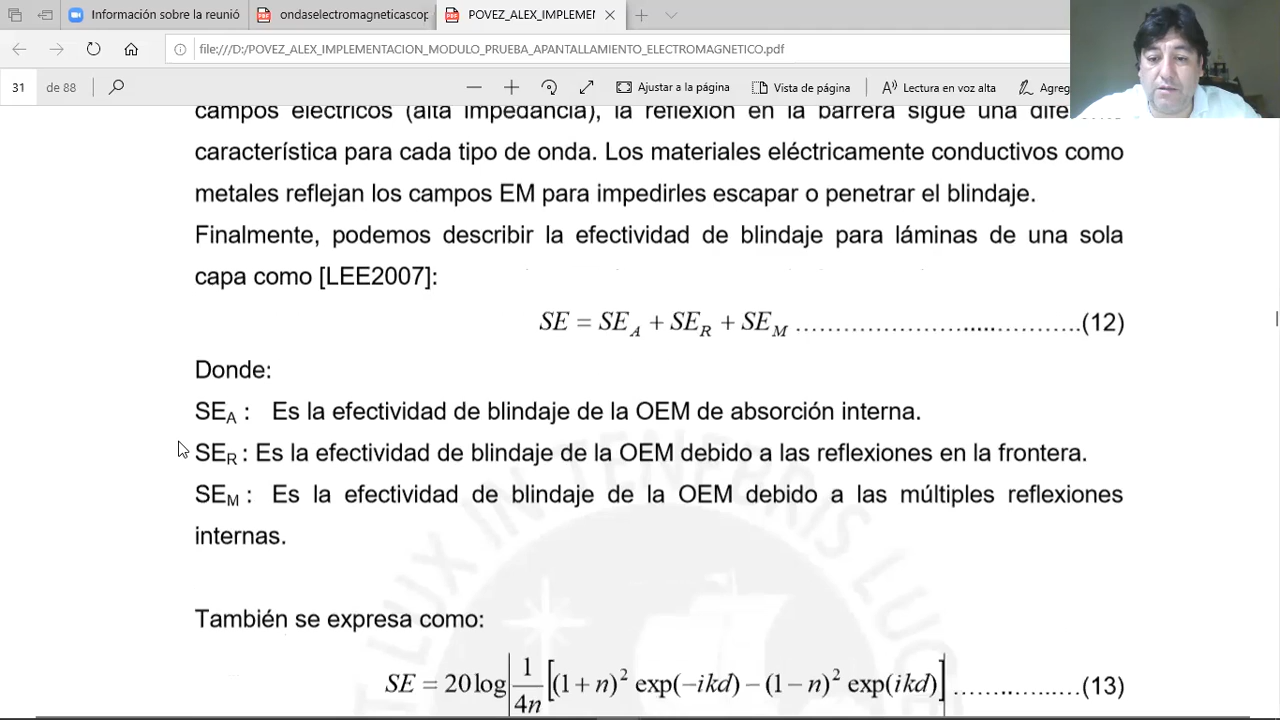 Información sobre la reunió
ondaselectromagneticascop
POVEZ_ALEX_IMPLEMEN
file:///D:/POVEZ_ALEX_IMPLEMENTACION_MODULO_PRUEBA_APANTALLAMIENTO_ELECTROMAGNETICO.pdf
31 de 88 Ajustar a la página Vista de página Lectura en voz alta Agreg
campos eléctricos (alta impedancia), la reflexión en la barrera sigue una
característica para cada tipo de onda. Los materiales eléctricamente conductivos como
metales reflejan los campos EM para impedirles escapar o penetrar el blindaje.
Finalmente, podemos describir la efectividad de blindaje para láminas de una sola
capa como [LEE2007]:
SE = SE_A + SE_R + SE_M ……………………….....………..(12)
Donde:
SE_A : Es la efectividad de blindaje de la OEM de absorción interna.
SE_R : Es la efectividad de blindaje de la OEM debido a las reflexiones en la frontera.
SE_M : Es la efectividad de blindaje de la OEM debido a las múltiples reflexiones
internas.
También se expresa como:
SE = 20 log|1/4n [(1 + n)² exp(−ikd) − (1 − n)² exp(ikd)]| ……..…..…(13)